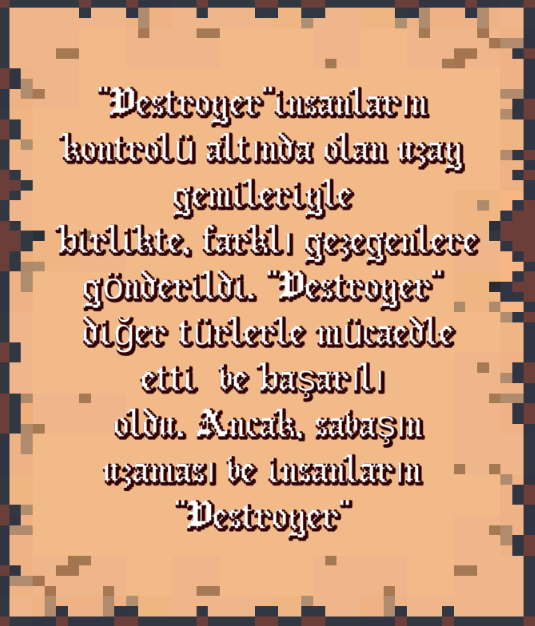 "Destroyer"insanların
kontrolü altında olan uzay
gemileriyle
birlikte, farklı gezegenlere
gönderildi. "Destroyer"
diğer türlerle mücaedle
etti  ve başarılı
oldu. Ancak, savaşın
uzaması ve insanların
"Destroyer"